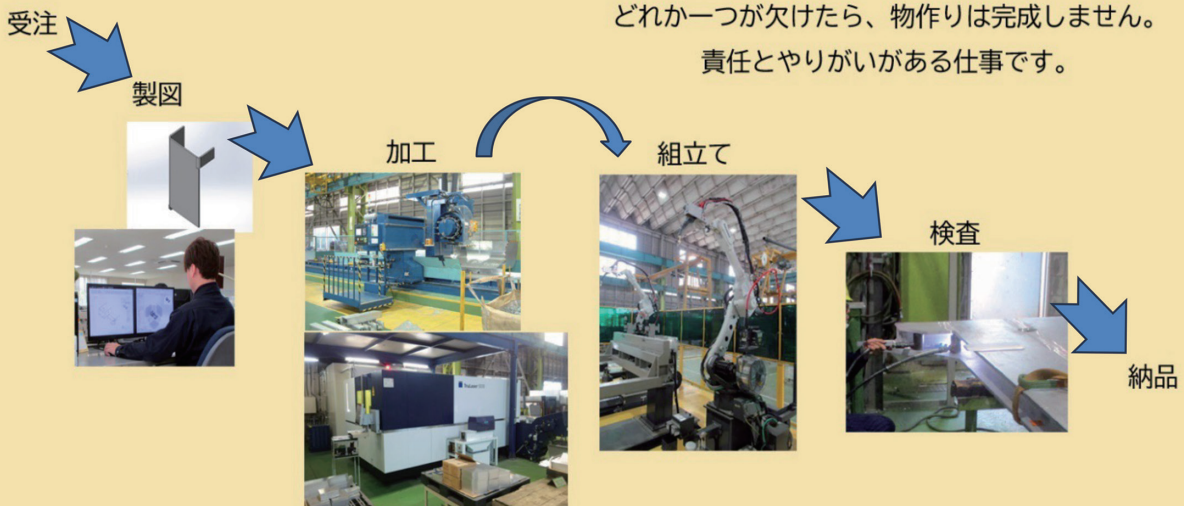 受注
どれか一つが欠けたら、物作りは完成しません。
責任とやりがいがある仕事です。
製図
加工
組立て
検査
納品